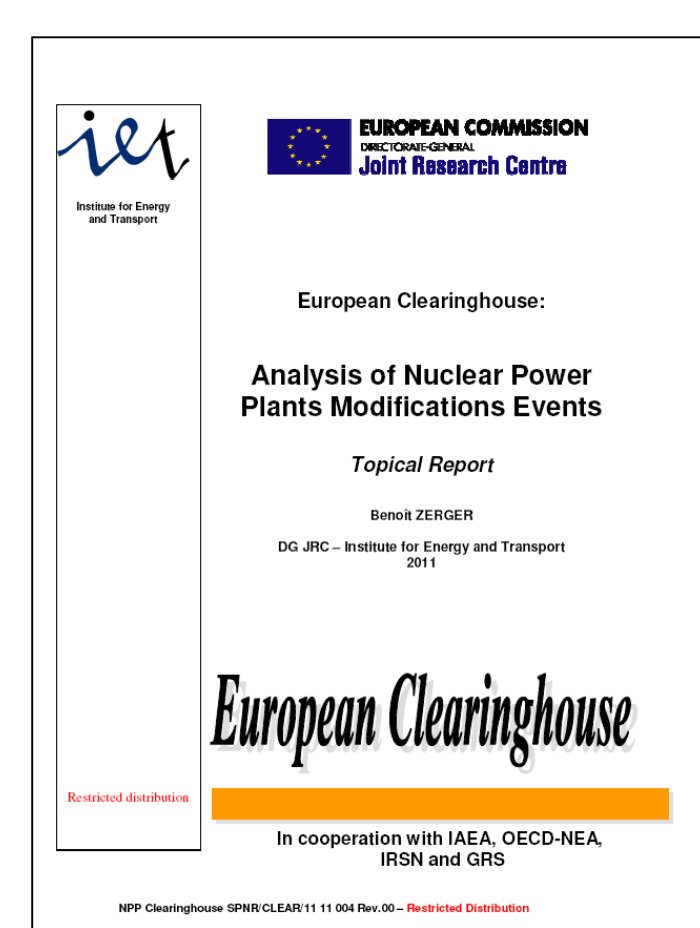 iet
Institute for Energy
and Transport
EUROPEAN COMMISSION
DIRECTORATE-GENERAL
Joint Research Centre
European Clearinghouse:
Analysis of Nuclear Power
Plants Modifications Events
Topical Report
Benoît ZERGER
DG JRC – Institute for Energy and Transport
2011
European Clearinghouse
Restricted distribution
In cooperation with IAEA, OECD-NEA,
IRSN and GRS
NPP Clearinghouse SPNR/CLEAR/11 11 004 Rev.00 – Restricted Distribution